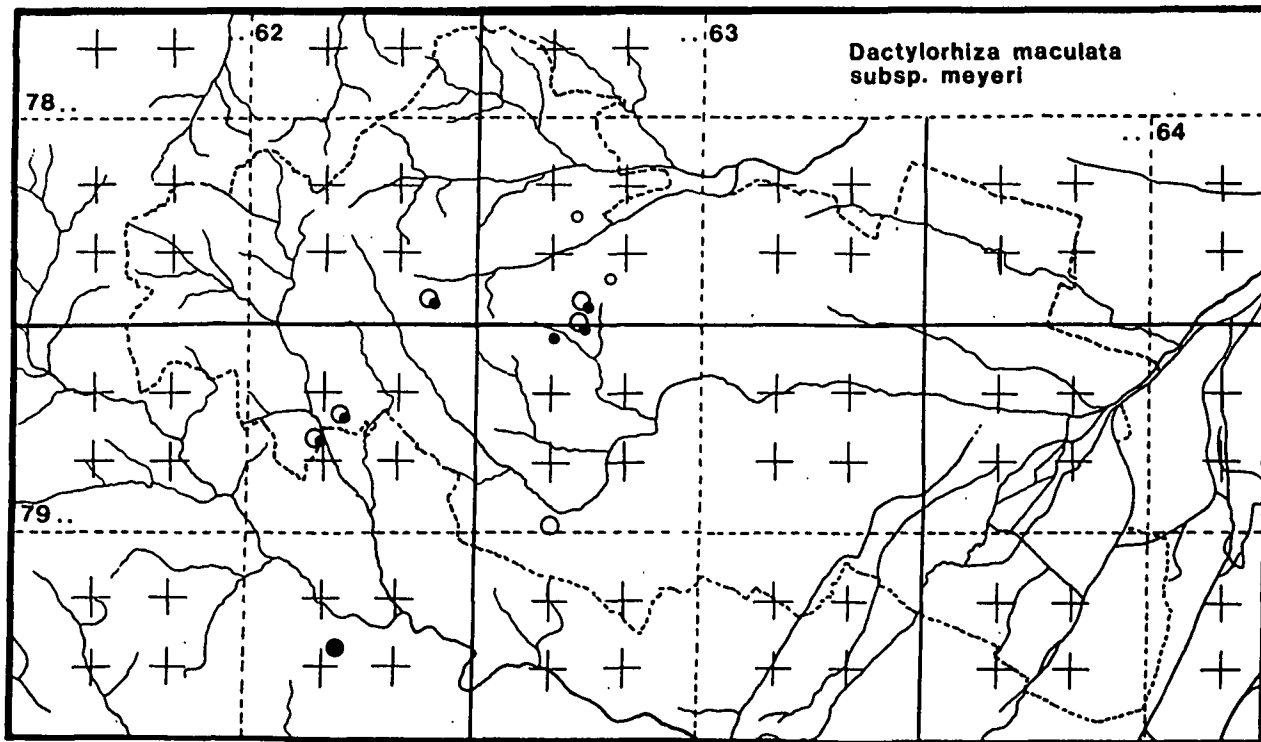 ..62
..63
Dactylorhiza maculata
subsp. meyeri
78..
..64
79..